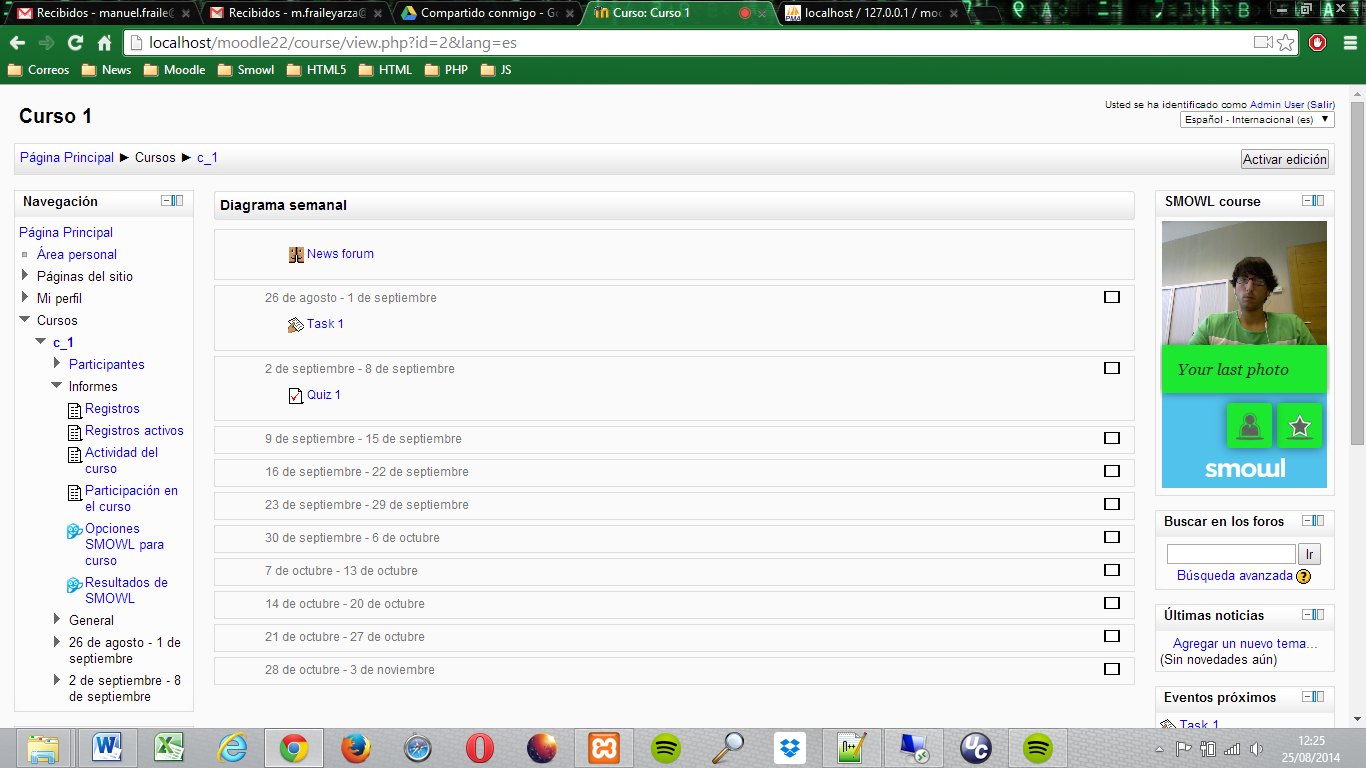 Recibidos - manuel.fraile@
Recibidos - m.fraileyarza@
Compartido conmigo - Go
Curso: Curso 1
localhost / 127.0.0.1 / moo
localhost/moodle22/course/view.php?id=2&lang=es
Correos
News
Moodle
Smowl
HTML5
HTML
PHP
JS
Curso 1
Usted se ha identificado como Admin User (Salir)
Español - Internacional (es)
Página Principal ► Cursos ► c_1
Activar edición
Navegación
Página Principal
Área personal
Páginas del sitio
Mi perfil
Cursos
c_1
Participantes
Informes
Registros
Registros activos
Actividad del
curso
Participación en
el curso
Opciones
SMOWL para
curso
Resultados de
SMOWL
General
26 de agosto - 1 de
septiembre
2 de septiembre - 8
de septiembre
Diagrama semanal
News forum
26 de agosto - 1 de septiembre
Task 1
2 de septiembre - 8 de septiembre
Quiz 1
9 de septiembre - 15 de septiembre
16 de septiembre - 22 de septiembre
23 de septiembre - 29 de septiembre
30 de septiembre - 6 de octubre
7 de octubre - 13 de octubre
14 de octubre - 20 de octubre
21 de octubre - 27 de octubre
28 de octubre - 3 de noviembre
SMOWL course
Your last photo
smowl
Buscar en los foros
Ir
Búsqueda avanzada
Últimas noticias
Agregar un nuevo tema...
(Sin novedades aún)
Eventos próximos
Task 1
12:25
25/08/2014